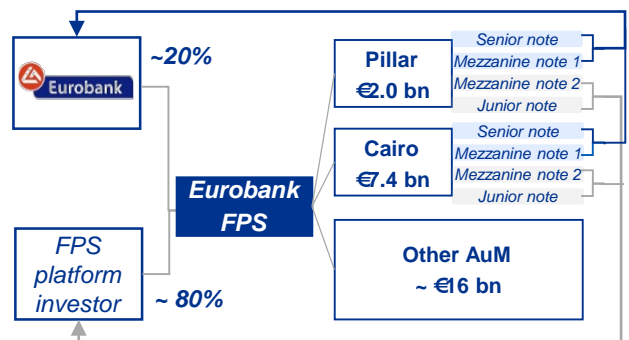 Eurobank
~20%
FPS
platform
investor
~ 80%
Eurobank
FPS
Pillar
€2.0 bn
Senior note
Mezzanine note 1
Mezzanine note 2
Junior note
Cairo
€7.4 bn
Senior note
Mezzanine note 1
Mezzanine note 2
Junior note
Other AuM
~ €16 bn